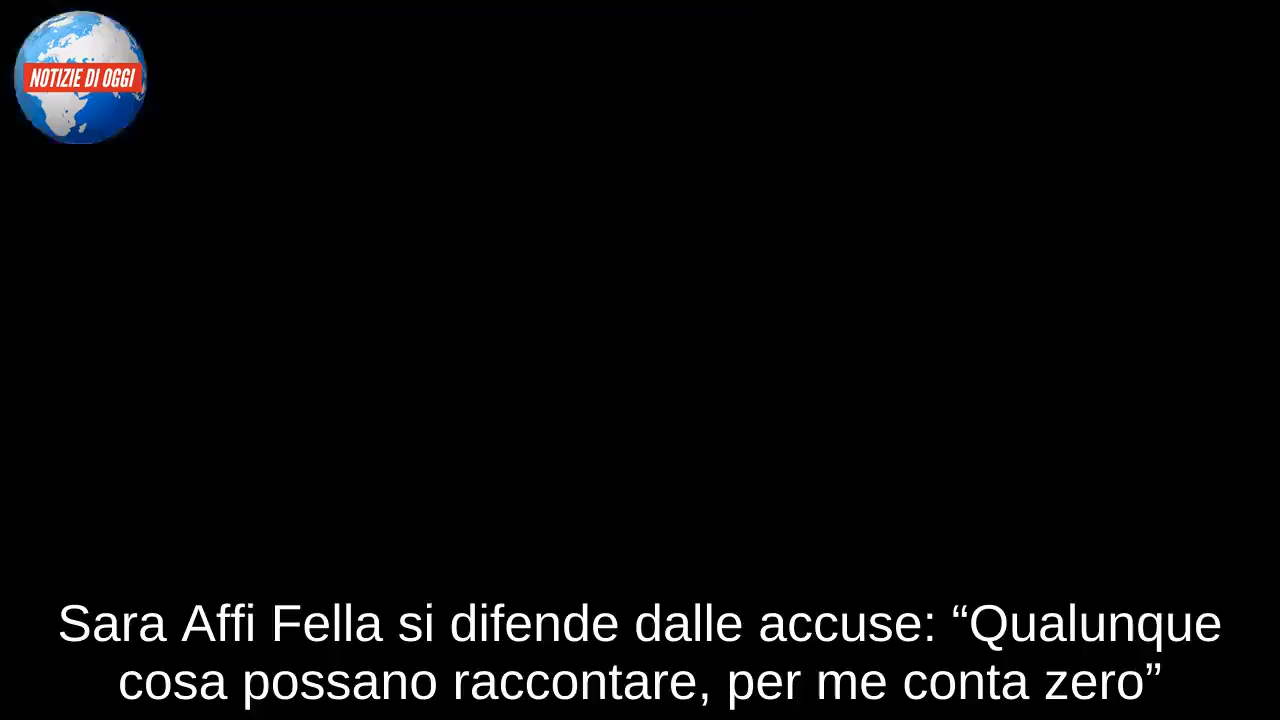 NOTIZIE DI OGGI
Sara Affi Fella si difende dalle accuse: “Qualunque
cosa possano raccontare, per me conta zero”